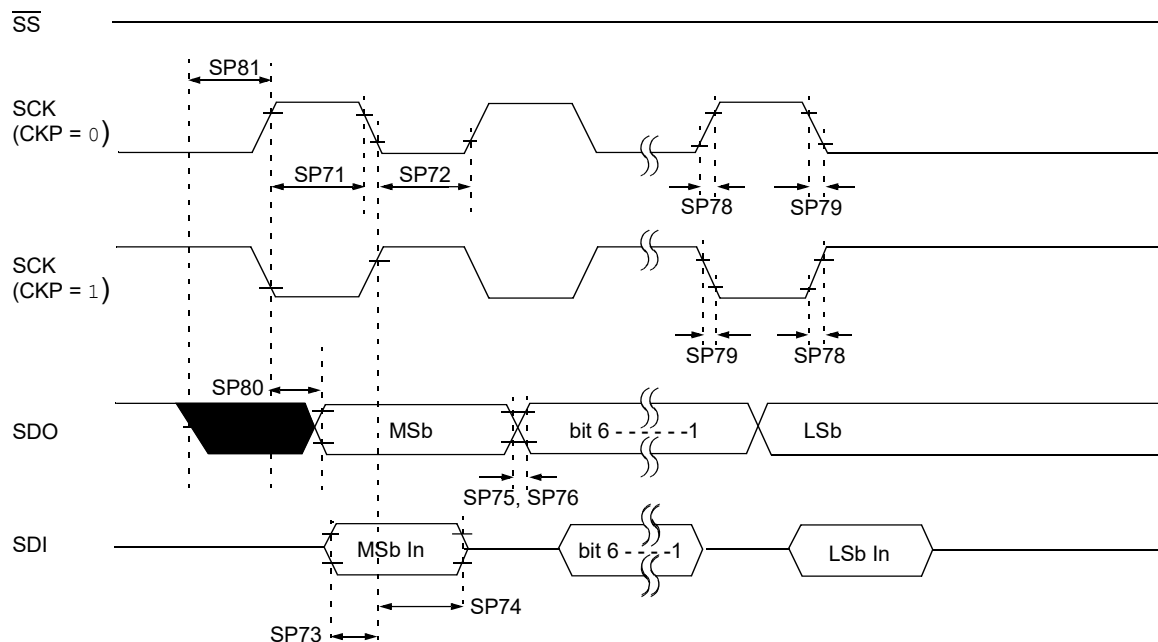 SS
SP81
SCK
(CKP = 0)
SP71
SP72
SP78
SP79
SCK
(CKP = 1)
SP79
SP78
SP80
SDO
MSb
bit 6 - - - - - - -1
LSb
SP75, SP76
SDI
MSb In
bit 6 - - - - -1
LSb In
SP74
SP73